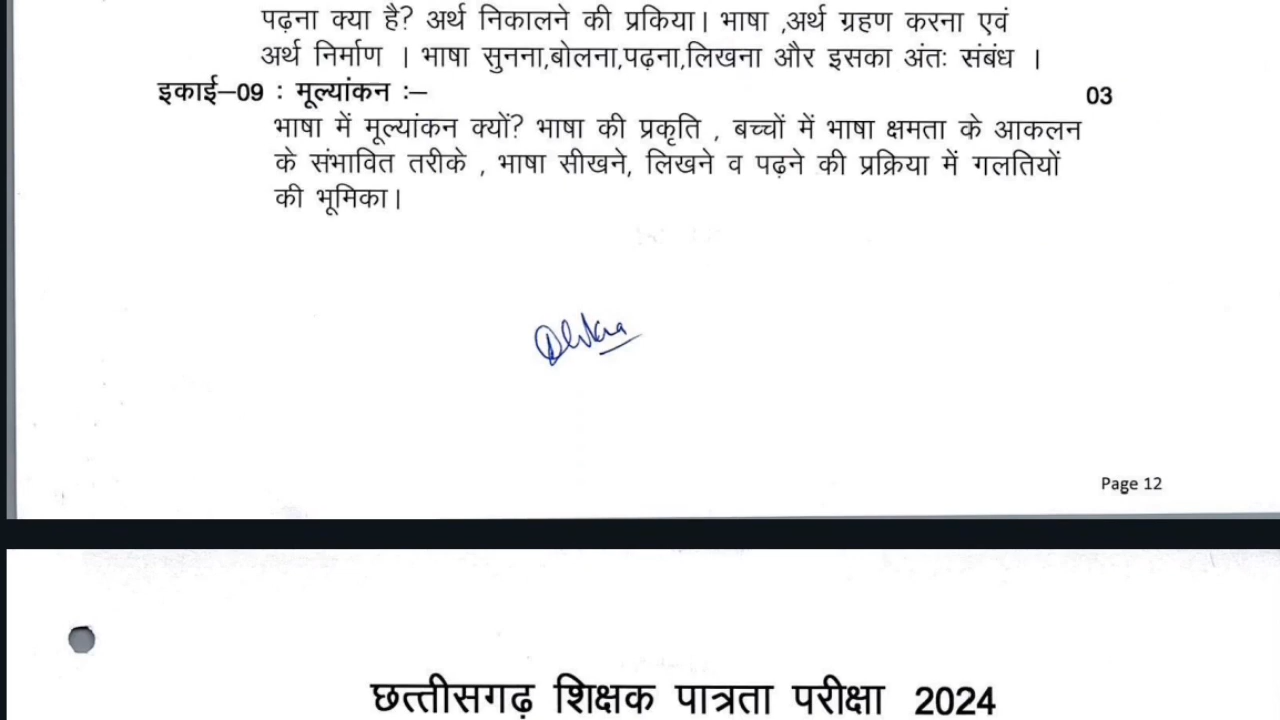 पढ़ना क्या है? अर्थ निकालने की प्रकिया। भाषा ,अर्थ ग्रहण करना एवं
अर्थ निर्माण । भाषा सुनना,बोलना,पढ़ना,लिखना और इसका अंतः संबंध ।
इकाई–09 : मूल्यांकन :– 03
भाषा में मूल्यांकन क्यों? भाषा की प्रकृति , बच्चों में भाषा क्षमता के आकलन
के संभावित तरीके , भाषा सीखने, लिखने व पढ़ने की प्रक्रिया में गलतियों
की भूमिका।
Page 12
छत्तीसगढ़ शिक्षक पात्रता परीक्षा 2024